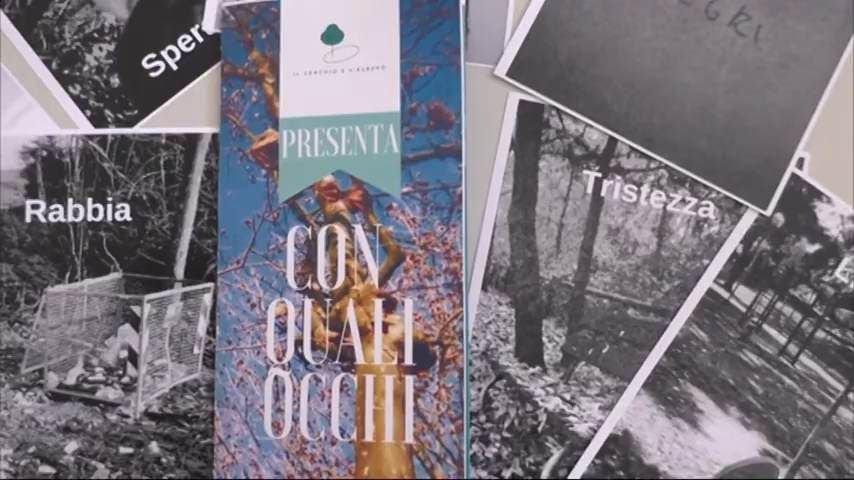 Sper
IL CERCHIO E L'ALBERO
PRESENTA
Rabbia
Tristezza
CON
QUALI
OCCHI